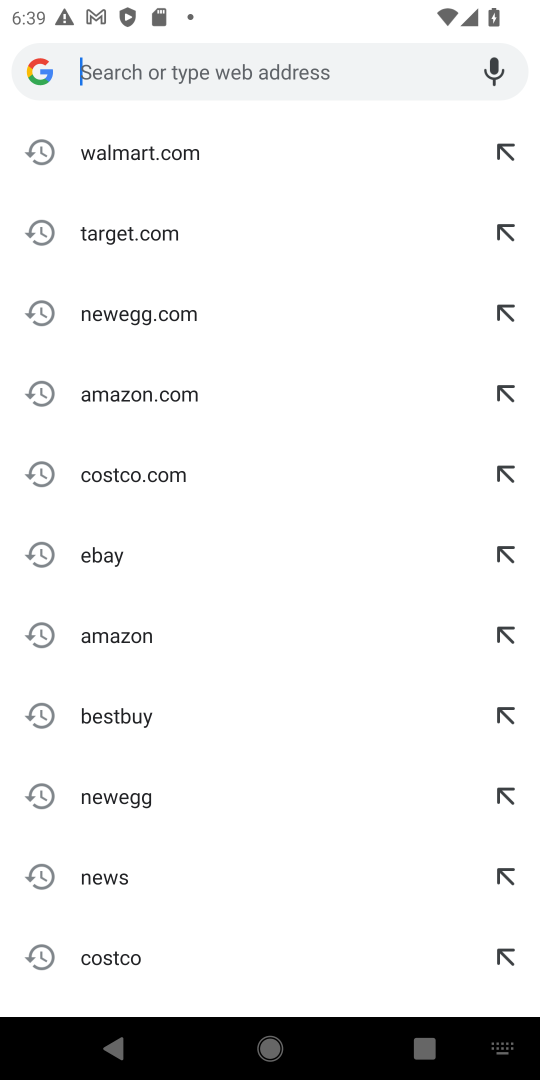 6:39
Search or type web address
walmart.com
target.com
newegg.com
amazon.com
costco.com
ebay
amazon
bestbuy
newegg
news
costco